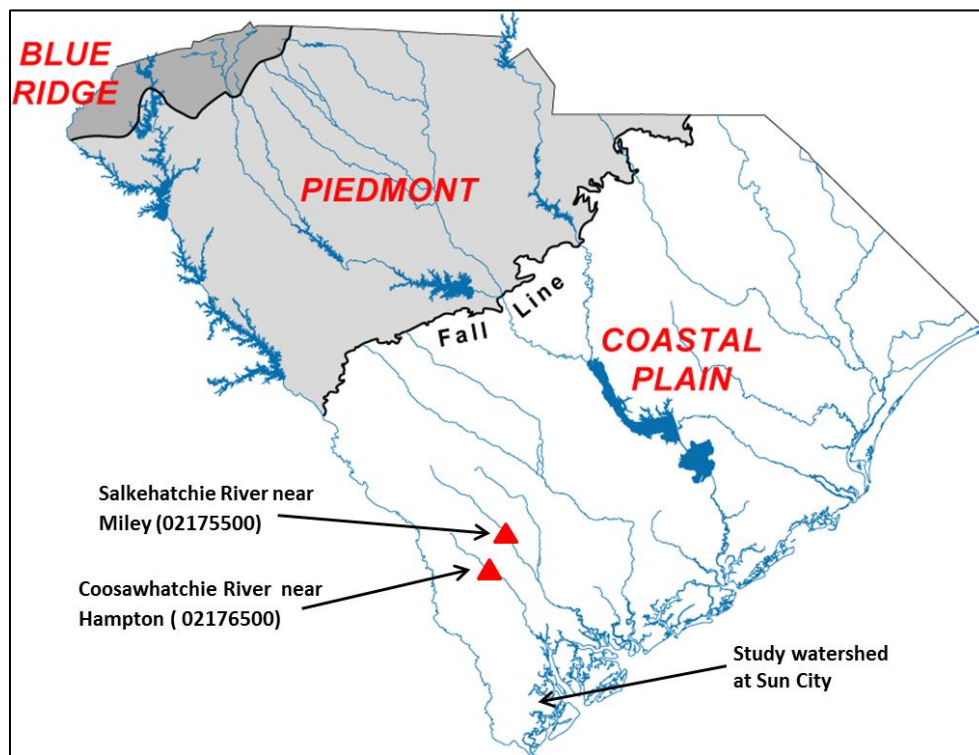 BLUE
RIDGE
PIEDMONT
Fall Line
COASTAL
PLAIN
Salkehatchie River near
Miley (02175500)
Coosawhatchie River near
Hampton ( 02176500)
Study watershed
at Sun City